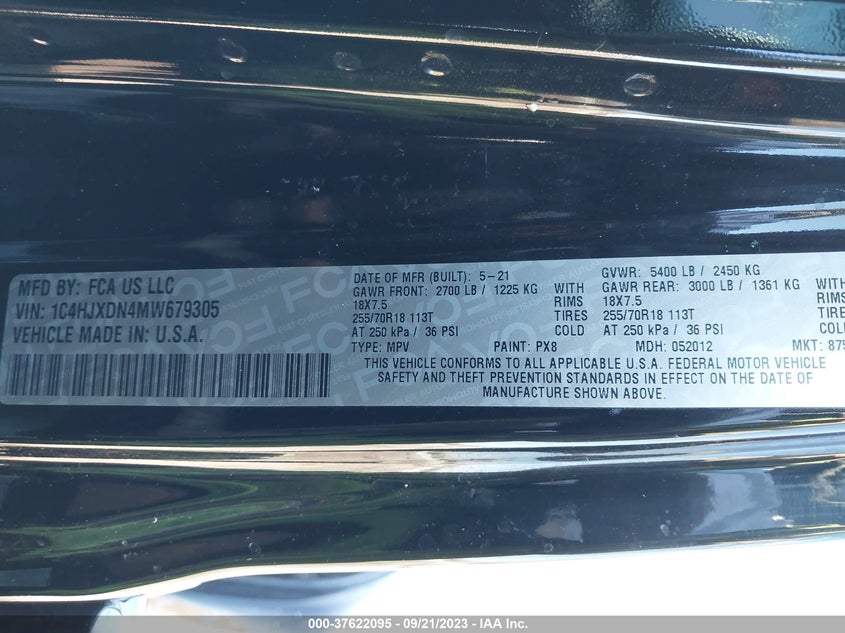 MFD BY: FCA US LLC
VIN: 1C4HJXDN4MW679305
VEHICLE MADE IN: U.S.A.
DATE OF MFR (BUILT): 5-21
GVWR: 5400 LB / 2450 KG
GAWR FRONT: 2700 LB / 1225 KG WITH GAWR REAR: 3000 LB / 1361 KG WITH
18X7.5 RIMS 18X7.5 RIMS
255/70R18 113T TIRES 255/70R18 113T TIRES
AT 250 kPa / 36 PSI COLD AT 250 kPa / 36 PSI COLD
TYPE: MPV PAINT: PX8 MDH: 052012 MKT: 875
THIS VEHICLE CONFORMS TO ALL APPLICABLE U.S.A. FEDERAL MOTOR VEHICLE
SAFETY AND THEFT PREVENTION STANDARDS IN EFFECT ON THE DATE OF
MANUFACTURE SHOWN ABOVE.
000-37622095 - 09/21/2023 - IAA Inc.